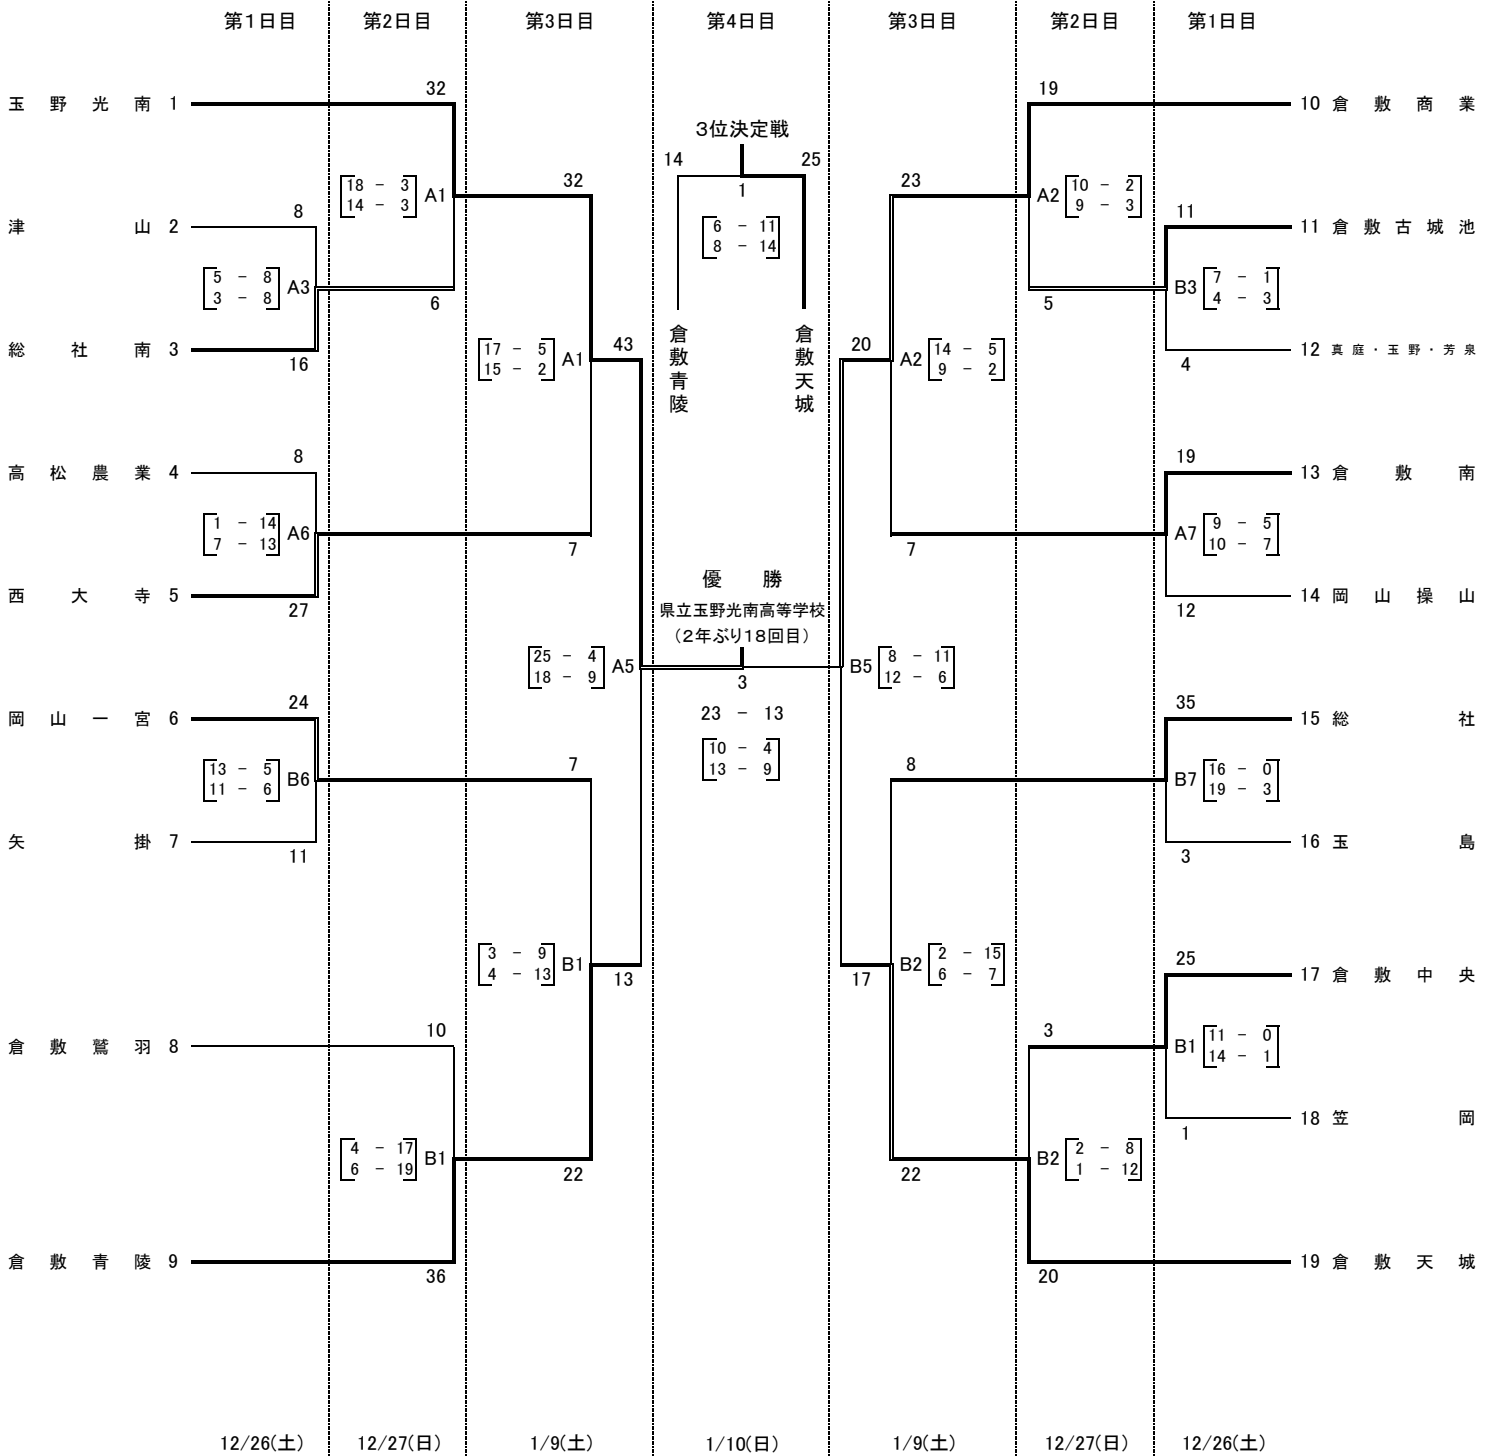 第1日目 第2日目 第3日目 第4日目 第3日目 第2日目 第1日目
32 19
玉野光南 1 10 倉敷商業
3位決定戦
14 25
18 - 3 32 23 10 - 2
14 - 3 A1 1 A2 9 - 3
8 6 - 11 11
津山 2 8 - 14 11 倉敷古城池
5 - 8 7 - 1
3 - 8 A3 B3 4 - 3
6 5
倉敷青陵 倉敷天城
総社南 3 17 - 5 43 20 14 - 5 12 真庭・玉野・芳泉
16 15 - 2 A1 A2 9 - 2 4
8 19
高松農業 4 13 倉敷南
1 - 14 9 - 5
7 - 13 A6 A7 10 - 7
7 7
優勝
西大寺 5 14 岡山操山
27 県立玉野光南高等学校 12
(2年ぶり18回目)
25 - 4 8 - 11
18 - 9 A5 B5 12 - 6
3
24 23 - 13 35
岡山一宮 6 15 総社
13 - 5 7 10 - 4 8 16 - 0
11 - 6 B6 13 - 9 B7 19 - 3
矢掛 7 16 玉島
11 3
3 - 9 2 - 15 25
4 - 13 B1 B2 6 - 7
13 17 17 倉敷中央
10 3 11 - 0
倉敷鷲羽 8 B1 14 - 1
18 笠岡
4 - 17 2 - 8 1
6 - 19 B1 B2 1 - 12
22 22
倉敷青陵 9 19 倉敷天城
36 20
12/26(土) 12/27(日) 1/9(土) 1/10(日) 1/9(土) 12/27(日) 12/26(土)